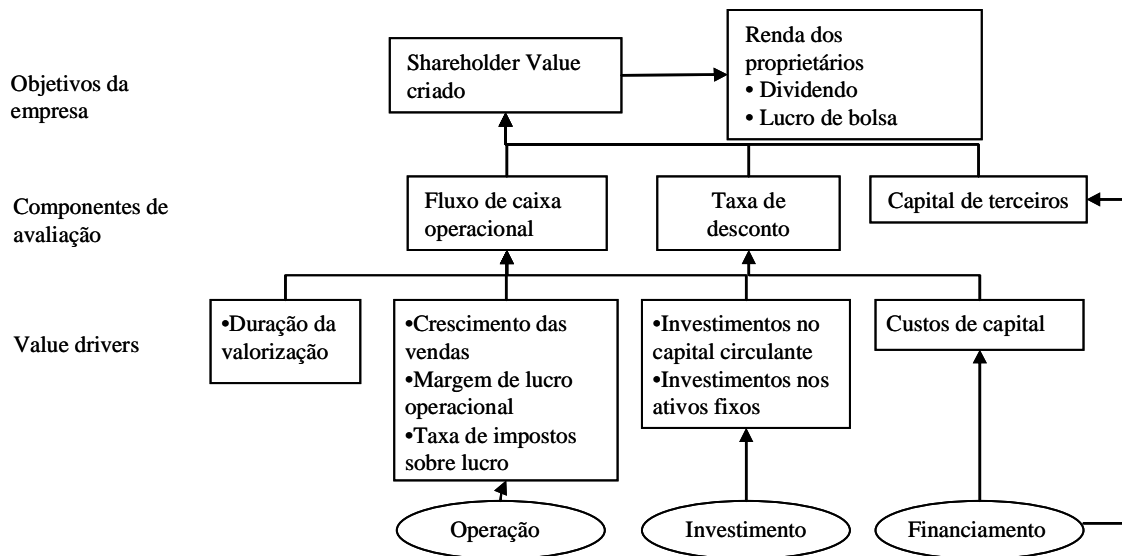 Objetivos da
empresa
Shareholder Value
criado
Renda dos
proprietários
• Dividendo
• Lucro de bolsa
Componentes de
avaliação
Fluxo de caixa
operacional
Taxa de
desconto
Capital de terceiros
Value drivers
•Duração da
valorização
•Crescimento das
vendas
•Margem de lucro
operacional
•Taxa de impostos
sobre lucro
•Investimentos no
capital circulante
•Investimentos nos
ativos fixos
Custos de capital
Operação
Investimento
Financiamento